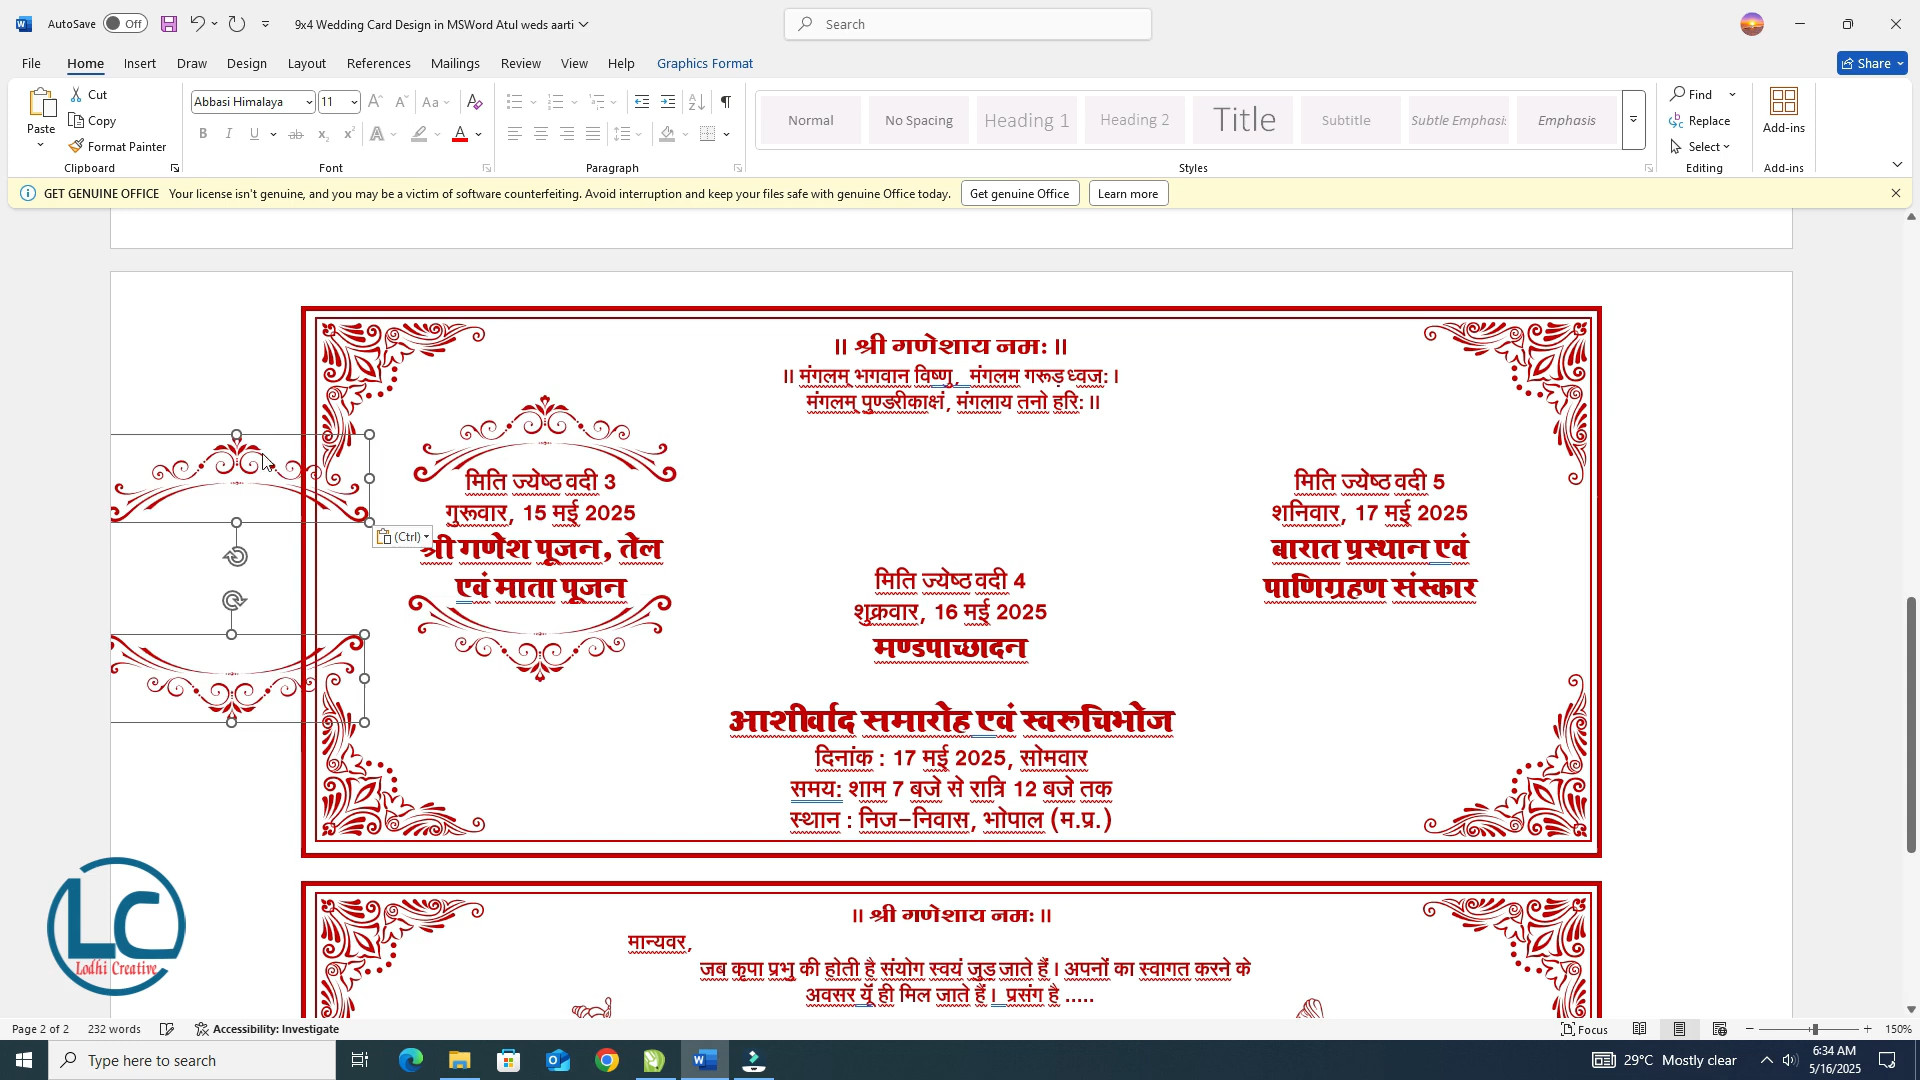 AutoSave Off 9x4 Wedding Card Design in MSWord Atul weds aarti Search
File Home Insert Draw Design Layout References Mailings Review View Help Graphics Format Share
Paste Cut Copy Format Painter
Abbasi Himalaya 11
Normal No Spacing Heading 1 Heading 2 Title Subtitle Subtle Emphasis Emphasis
Find Replace Select
Add-ins
Clipboard Font Paragraph Styles Editing Add-ins
GET GENUINE OFFICE Your license isn't genuine, and you may be a victim of software counterfeiting. Avoid interruption and keep your files safe with genuine Office today. Get genuine Office Learn more
॥ श्री गणेशाय नमः ॥
॥ मंगलम् भगवान विष्णु, मंगलम गरूड़ ध्वजः ।
मंगलम् पुण्डरीकाक्षं, मंगलाय तनो हरिः ॥
मिति ज्येष्ठ वदी 3
गुरूवार, 15 मई 2025
श्री गणेश पूजन, तेल
एवं माता पूजन
(Ctrl)
मिति ज्येष्ठ वदी 4
शुक्रवार, 16 मई 2025
मण्डपाच्छादन
मिति ज्येष्ठ वदी 5
शनिवार, 17 मई 2025
बारात प्रस्थान एवं
पाणिग्रहण संस्कार
आशीर्वाद समारोह एवं स्वरूचिभोज
दिनांक : 17 मई 2025, सोमवार
समय: शाम 7 बजे से रात्रि 12 बजे तक
स्थान : निज-निवास, भोपाल (म.प्र.)
॥ श्री गणेशाय नमः ॥
मान्यवर,
जब कृपा प्रभु की होती है संयोग स्वयं जुड जाते हैं । अपनों का स्वागत करने के
अवसर यूँ ही मिल जाते हैं । प्रसंग है .....
LC
Lodhi Creative
Page 2 of 2 232 words Accessibility: Investigate Focus 150%
Type here to search 29°C Mostly clear 6:34 AM
5/16/2025